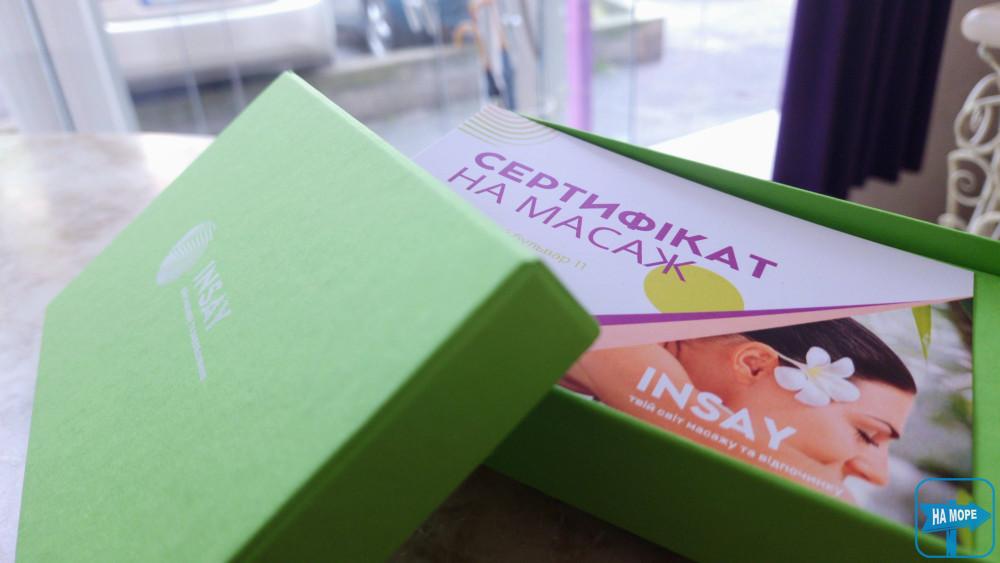 INSAY
СЕРТИФІКАТ
НА МАСАЖ
бульвар 11
INSAY
твій світ масажу та відпочинку
НА МОРЕ